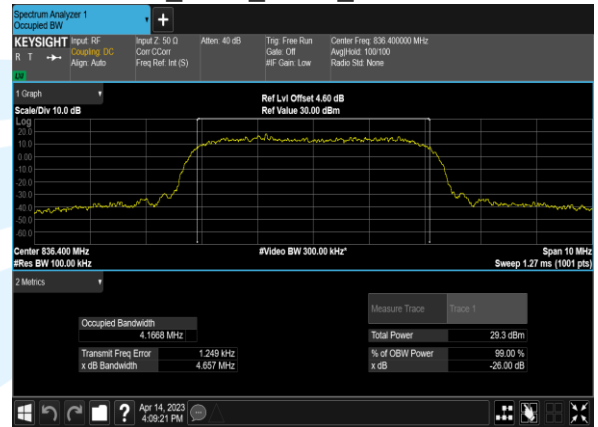 Spectrum Analyzer 1
Occupied BW
KEYSIGHT
R T
LV
Input: RF
Coupling: DC
Align: Auto
Input Z: 50 Ω
Corr CCorr
Freq Ref: Int (S)
Atten: 40 dB
Trig: Free Run
Gate: Off
#IF Gain: Low
Center Freq: 836.400000 MHz
Avg|Hold: 100/100
Radio Std: None
1 Graph
Scale/Div 10.0 dB
Ref Lvl Offset 4.60 dB
Ref Value 30.00 dBm
Log
20.0
10.0
0.00
-10.0
-20.0
-30.0
-40.0
-50.0
-60.0
Center 836.400 MHz
#Res BW 100.00 kHz
#Video BW 300.00 kHz*
Span 10 MHz
Sweep 1.27 ms (1001 pts)
2 Metrics
Measure Trace Trace 1
Occupied Bandwidth
4.1668 MHz
Total Power 29.3 dBm
Transmit Freq Error 1.249 kHz
% of OBW Power 99.00 %
x dB Bandwidth 4.657 MHz
x dB -26.00 dB
?
Apr 14, 2023
4:09:21 PM